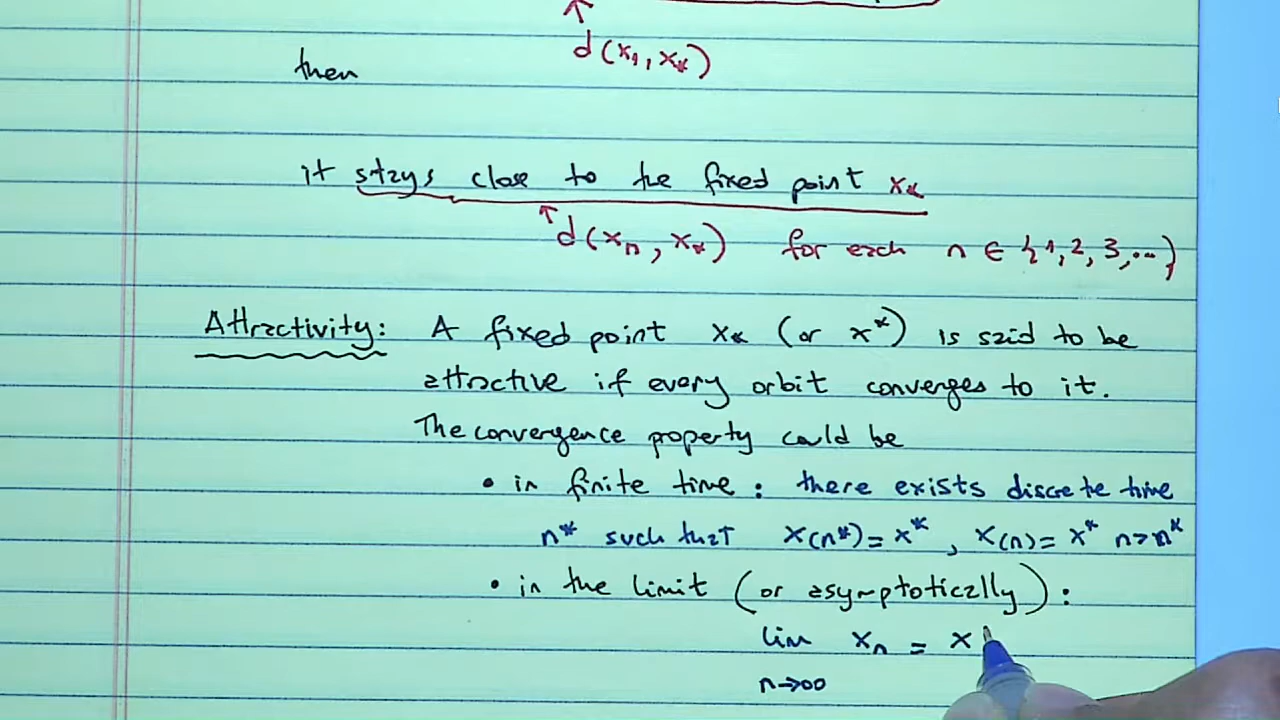 d(x₁, x*)
then
it stays close to the fixed point x*
d(xₙ, x*) for each n ∈ {1, 2, 3, ...}
Attractivity: A fixed point x* (or x*) is said to be
attractive if every orbit converges to it.
The convergence property could be
• in finite time: there exists discrete time
n* such that x(n*) = x*, x(n) = x* n>n*
• in the limit (or asymptotically):
lim xₙ = x
n→∞